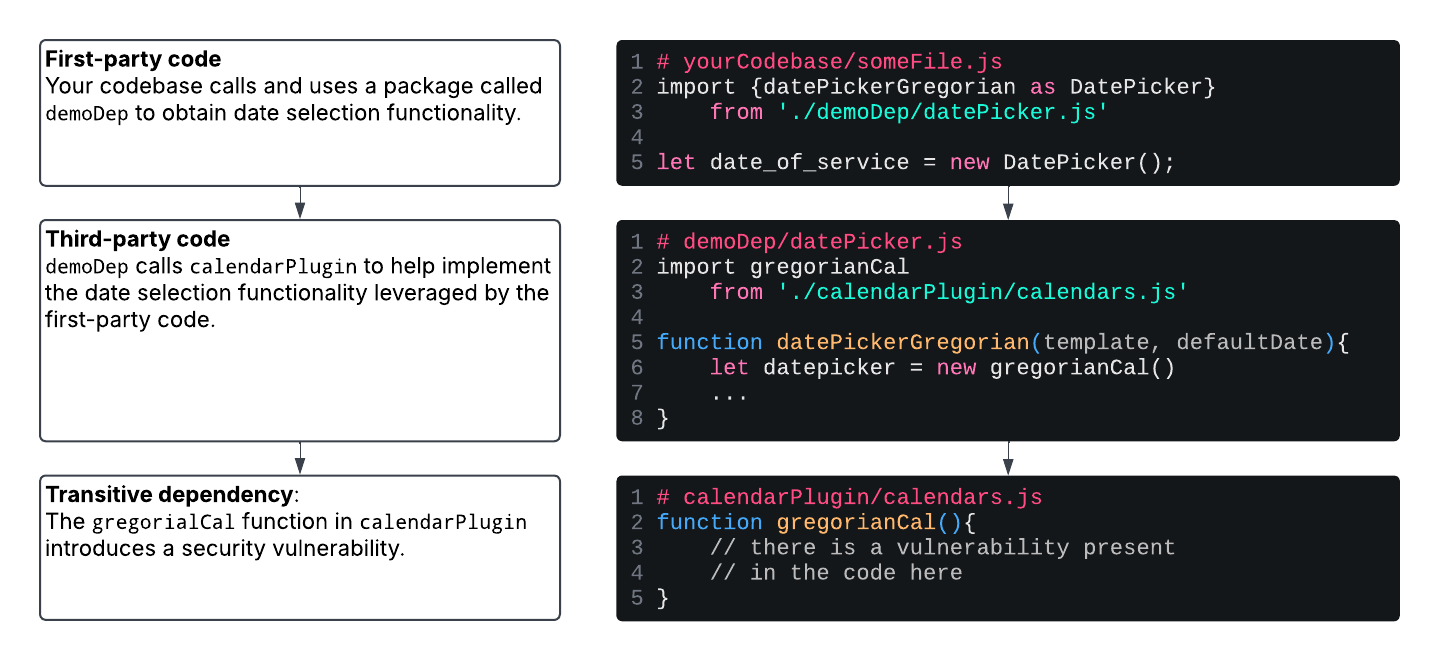 First-party code
Your codebase calls and uses a package called
demoDep to obtain date selection functionality.
1 # yourCodebase/someFile.js
2 import {datePickerGregorian as DatePicker}
3     from './demoDep/datePicker.js'
4
5 let date_of_service = new DatePicker();
Third-party code
demoDep calls calendarPlugin to help implement
the date selection functionality leveraged by the
first-party code.
1 # demoDep/datePicker.js
2 import gregorianCal
3     from './calendarPlugin/calendars.js'
4
5 function datePickerGregorian(template, defaultDate){
6     let datepicker = new gregorianCal()
7     ...
8 }
Transitive dependency:
The gregorialCal function in calendarPlugin
introduces a security vulnerability.
1 # calendarPlugin/calendars.js
2 function gregorianCal(){
3     // there is a vulnerability present
4     // in the code here
5 }